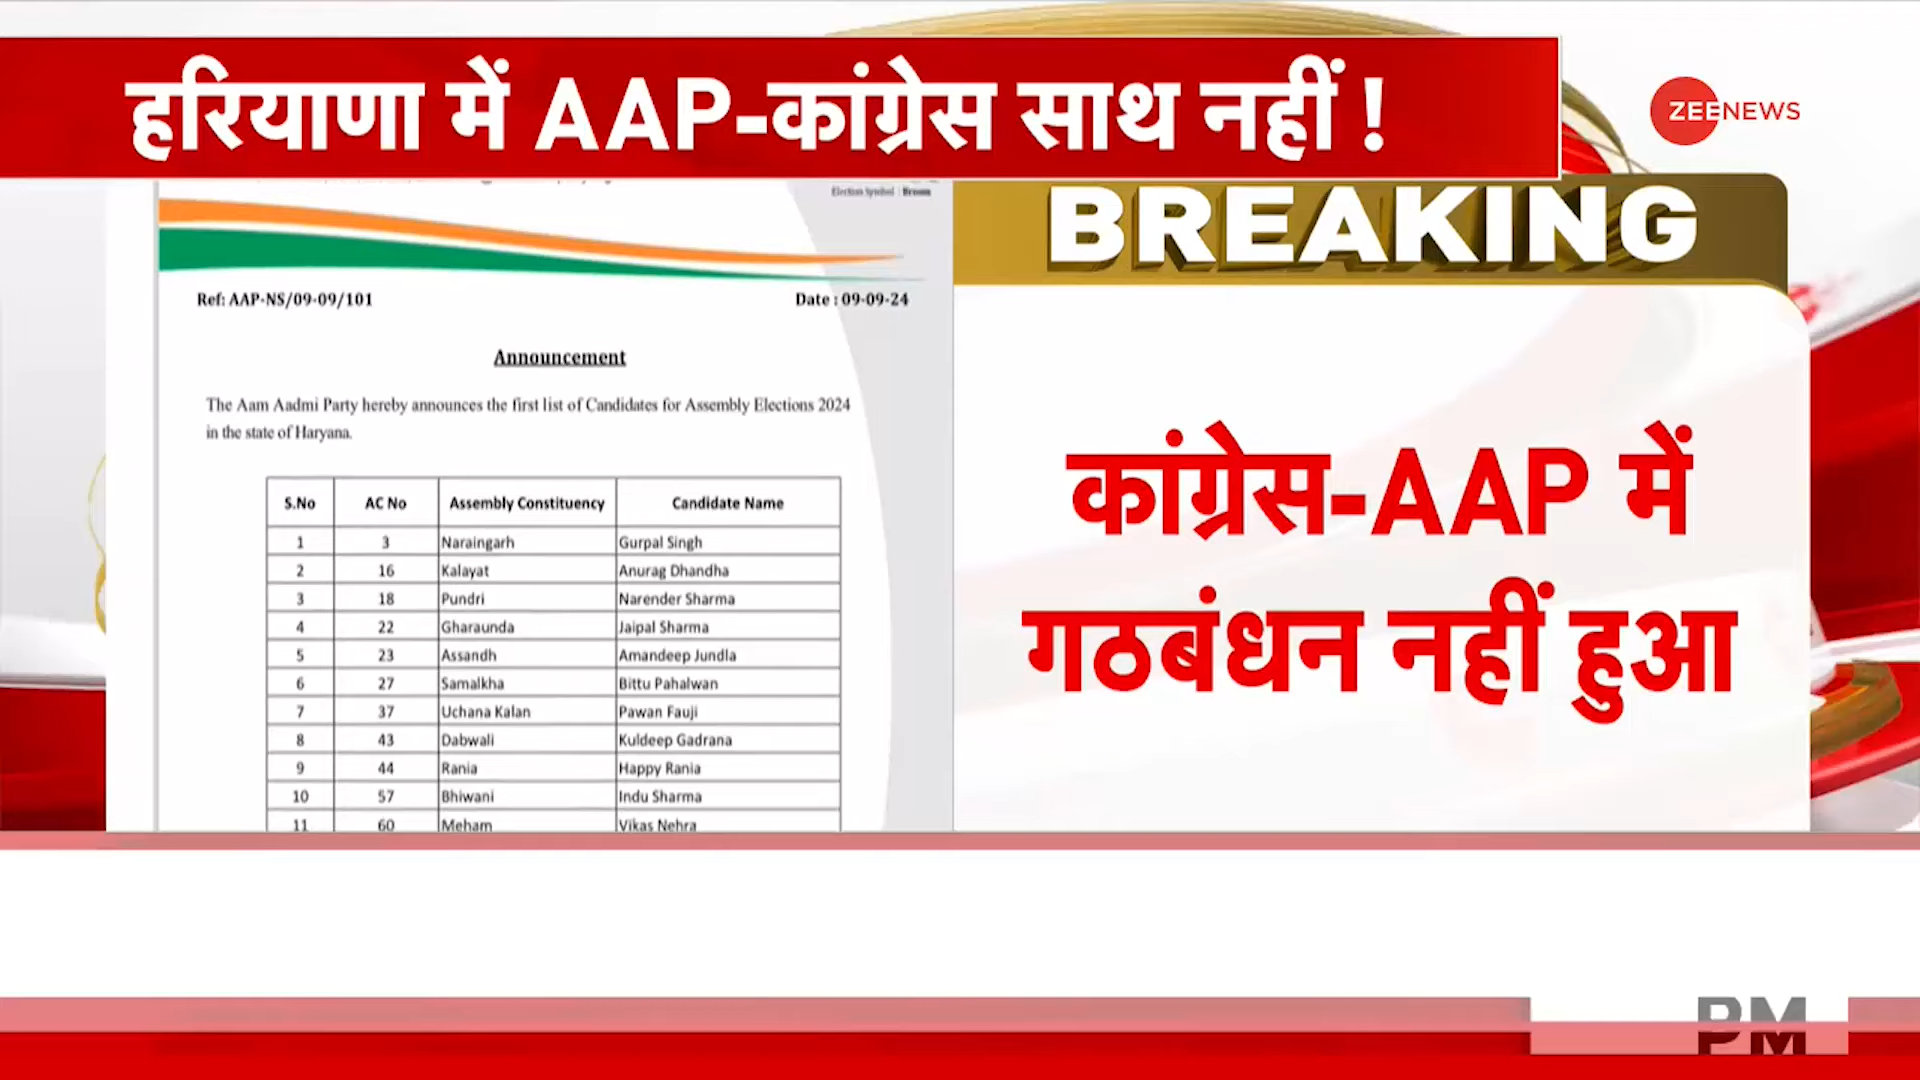 हरियाणा में AAP-कांग्रेस साथ नहीं !
ZEENEWS
Election Symbol : Broom
BREAKING
Ref: AAP-NS/09-09/101 Date : 09-09-24
Announcement
The Aam Aadmi Party hereby announces the first list of Candidates for Assembly Elections 2024
in the state of Haryana.
S.No AC No Assembly Constituency Candidate Name
1 3 Naraingarh Gurpal Singh
2 16 Kalayat Anurag Dhandha
3 18 Pundri Narender Sharma
4 22 Gharaunda Jaipal Sharma
5 23 Assandh Amandeep Jundla
6 27 Samalkha Bittu Pahalwan
7 37 Uchana Kalan Pawan Fauji
8 43 Dabwali Kuldeep Gadrana
9 44 Rania Happy Rania
10 57 Bhiwani Indu Sharma
11 60 Meham Vikas Nehra
कांग्रेस-AAP में
गठबंधन नहीं हुआ
PM